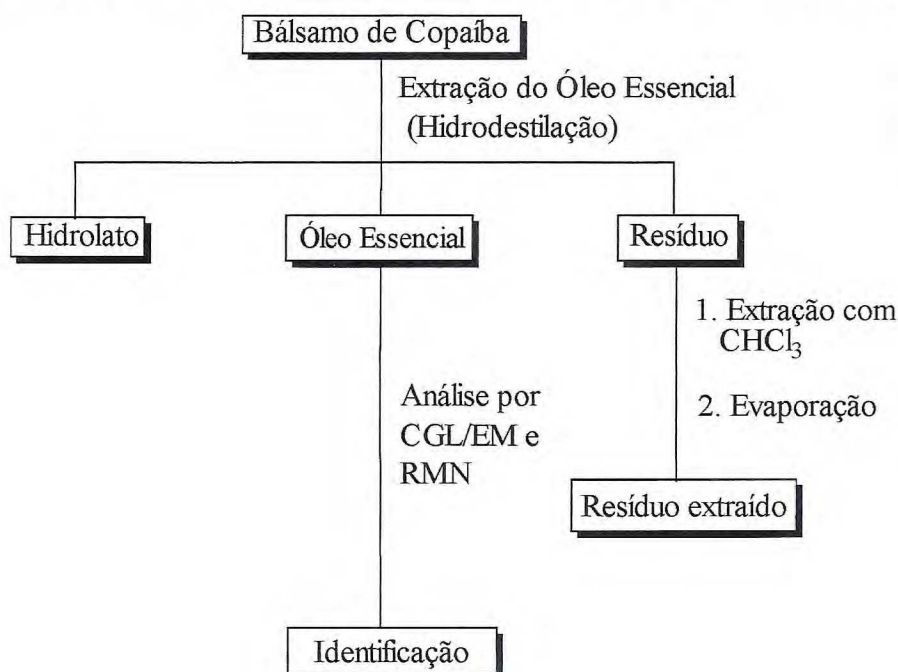 Bálsamo de Copaíba
Extração do Óleo Essencial
(Hidrodestilação)
Hidrolato
Óleo Essencial
Resíduo
1. Extração com
CHCl₃
2. Evaporação
Análise por
CGL/EM e
RMN
Resíduo extraído
Identificação